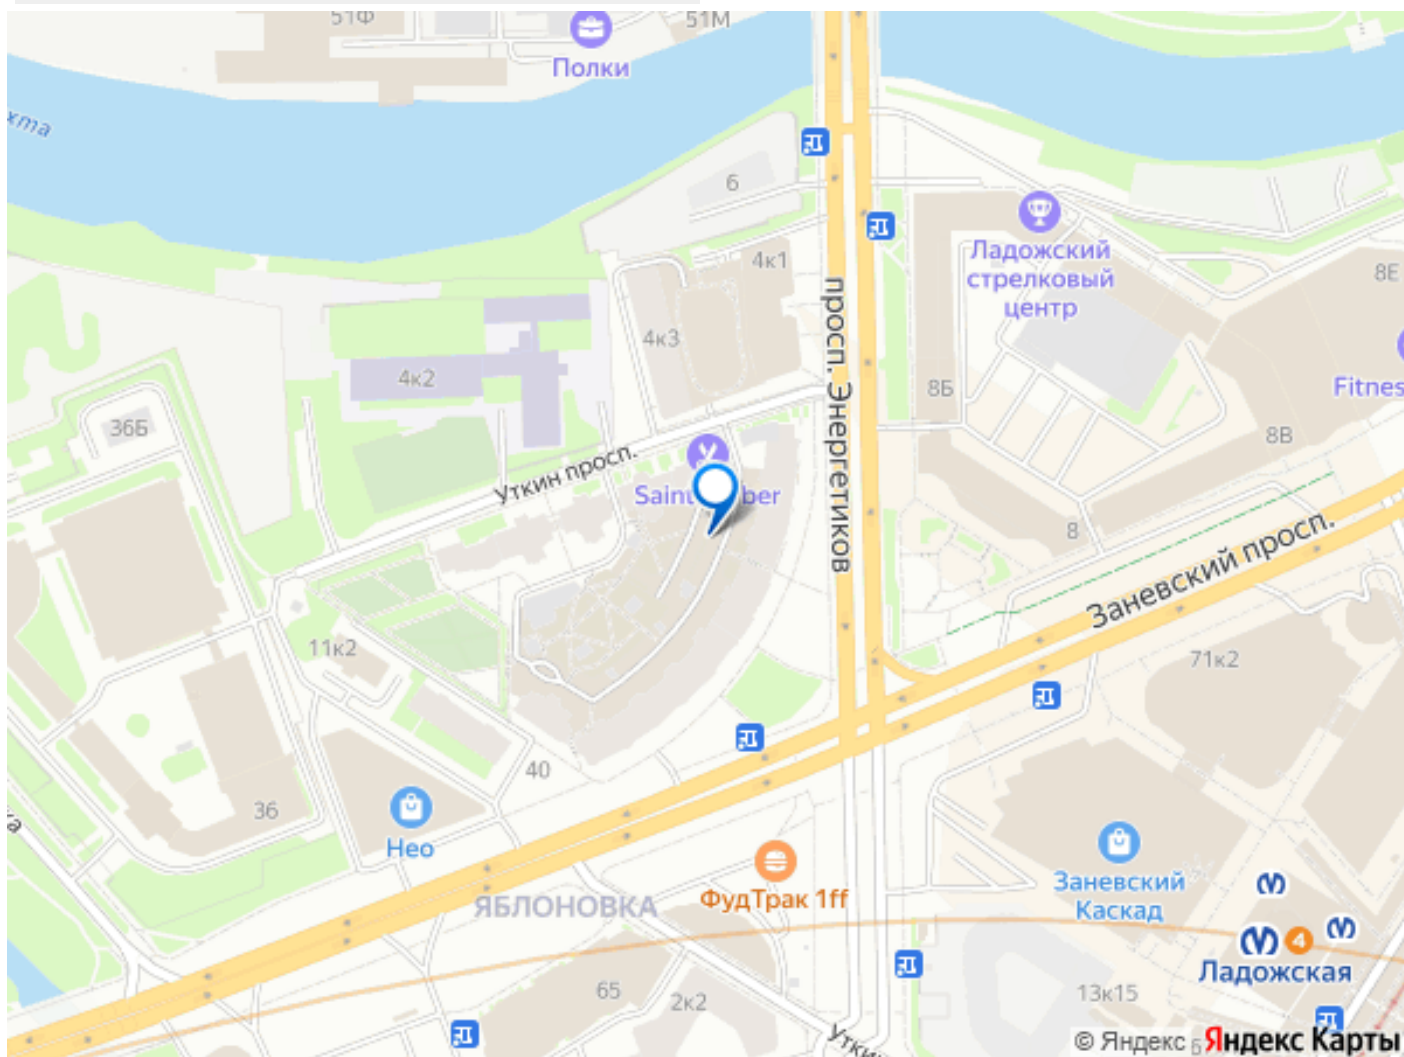 51Ф
51М
Полки
хта
6
4к1
Ладожский
стрелковый
центр
8Е
4к3
просп. Энергетиков
4к2
8Б
Fitnes
36Б
8В
Уткин просп.
8
Заневский просп.
11к2
71к2
40
36
Нео
Заневский
Каскад
ФудТрак 1ff
ЯБЛОНОВКА
Ладожская
4
65
2к2
13к15
© Яндекс
Яндекс Карты